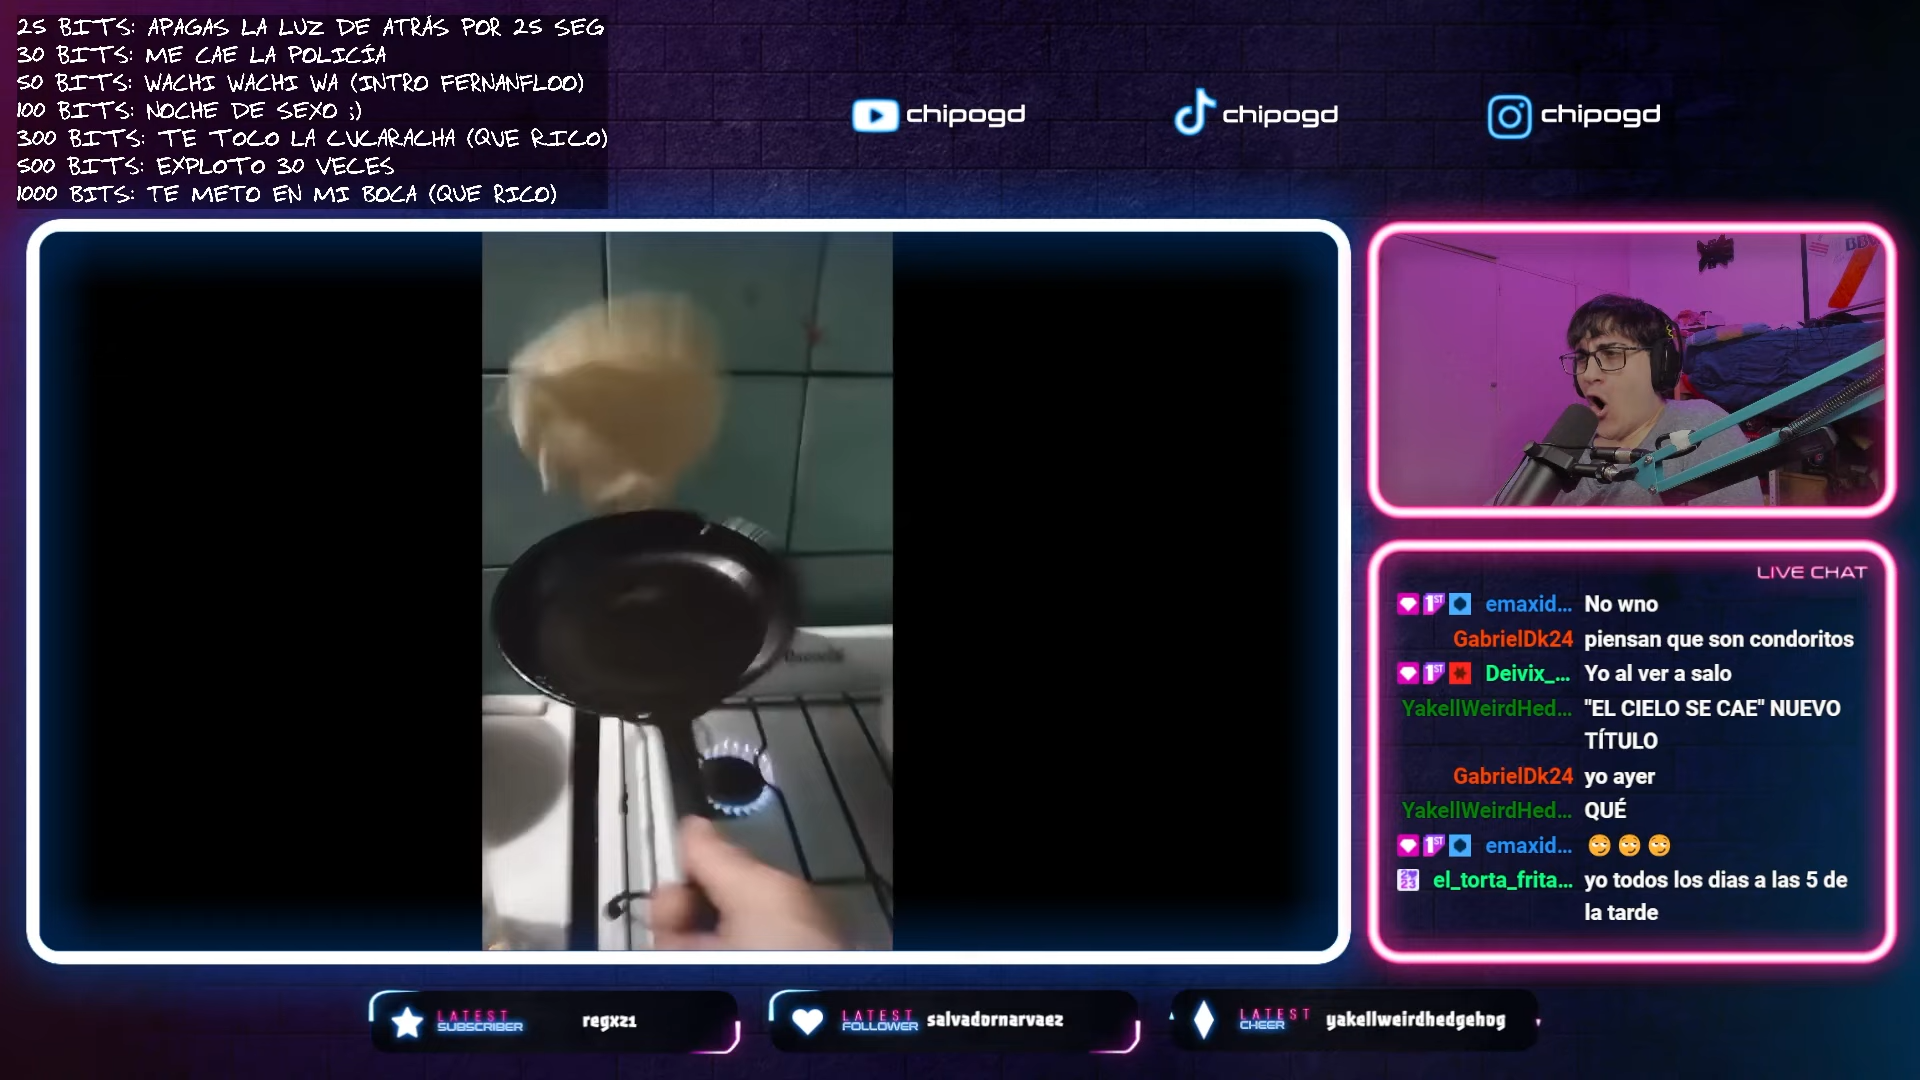 25 BITS: APAGAS LA LUZ DE ATRÁS POR 25 SEG
30 BITS: ME CAE LA POLICÍA
50 BITS: WACHI WACHI WA (INTRO FERNANFLOO)
100 BITS: NOCHE DE SEXO ;)
300 BITS: TE TOCO LA CUCARACHA (QUE RICO)
500 BITS: EXPLOTO 30 VECES
1000 BITS: TE METO EN MI BOCA (QUE RICO)
chipogd
chipogd
chipogd
LIVE CHAT
emaxid... No wno
GabrielDk24 piensan que son condoritos
Deivix_... Yo al ver a salo
YakellWeirdHed... "EL CIELO SE CAE" NUEVO
TÍTULO
GabrielDk24 yo ayer
YakellWeirdHed... QUÉ
emaxid... 🙄🙄🙄
el_torta_frita... yo todos los dias a las 5 de
la tarde
LATEST SUBSCRIBER regxz1
LATEST FOLLOWER salvadornarvaez
LATEST CHEER yakellweirdhedgehog